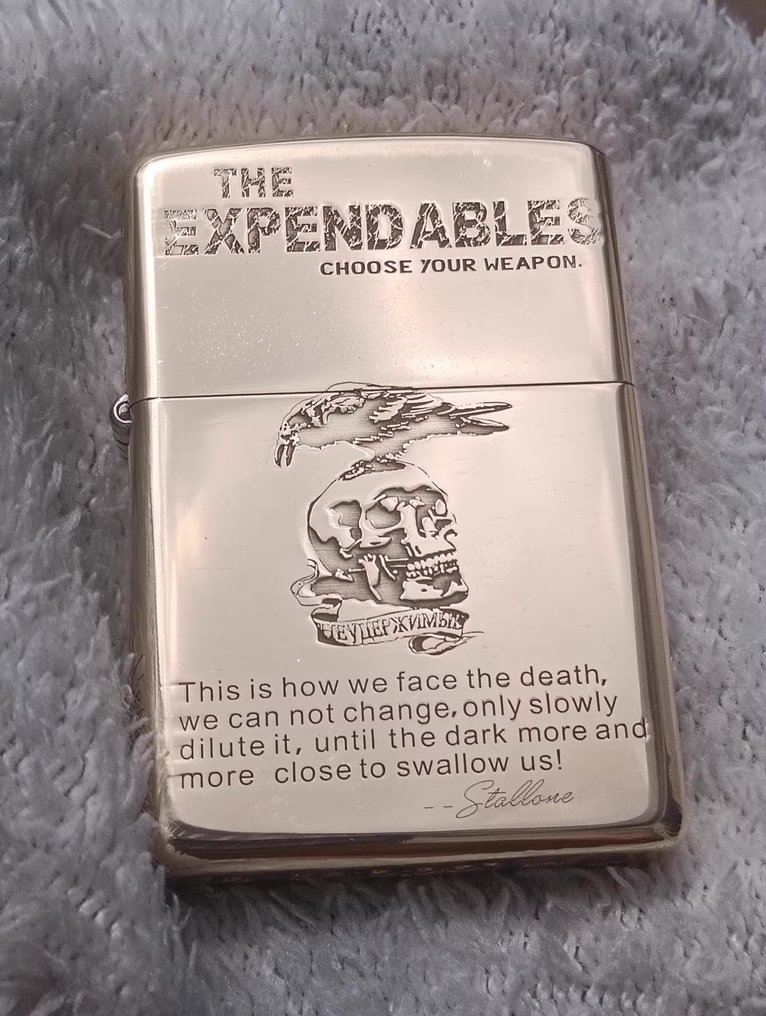 THE
EXPENDABLES
CHOOSE YOUR WEAPON.
НЕУДЕРЖИМЫЕ
This is how we face the death,
we can not change,only slowly
dilute it, until the dark more and
more close to swallow us!
--Stallone